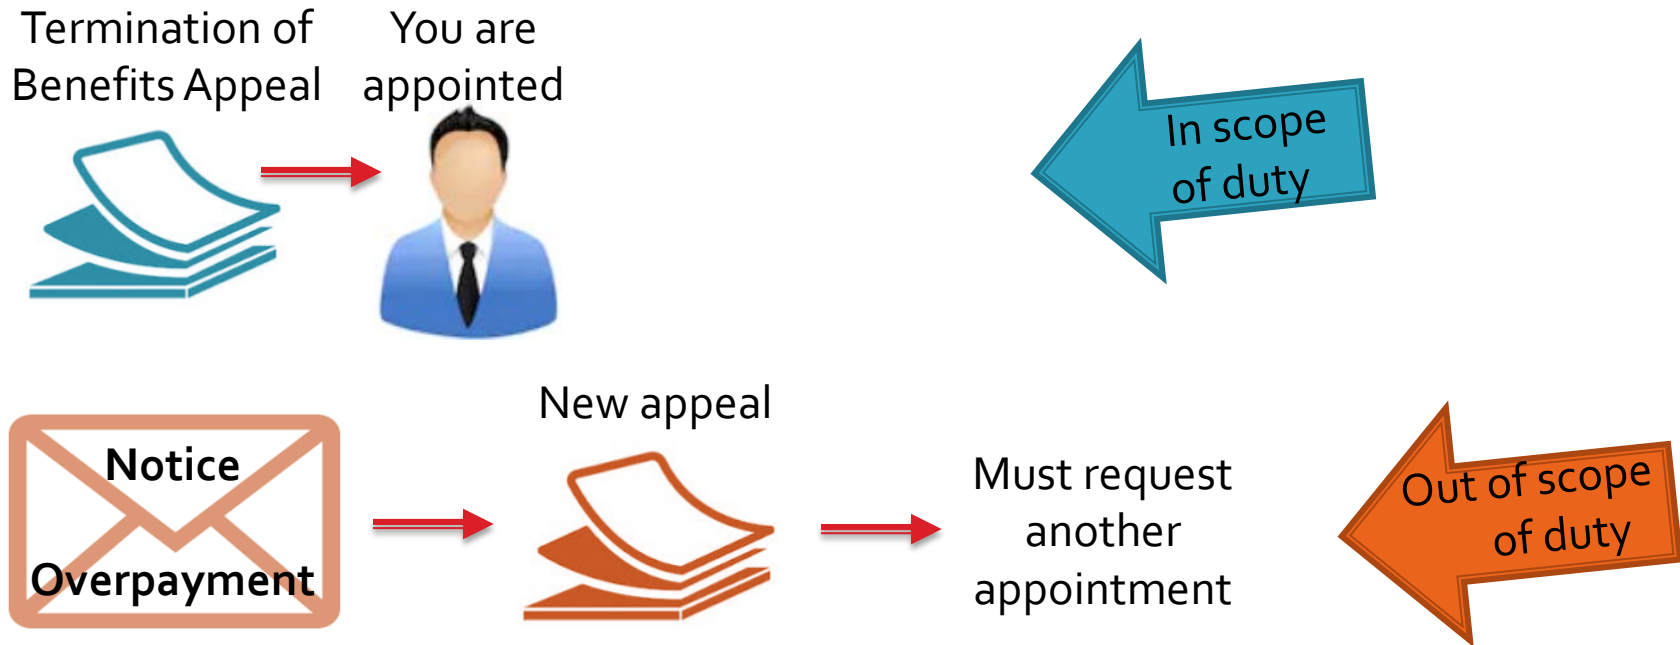 Termination of
Benefits Appeal
You are
appointed
In scope
of duty
Notice
Overpayment
New appeal
Must request
another
appointment
Out of scope
of duty